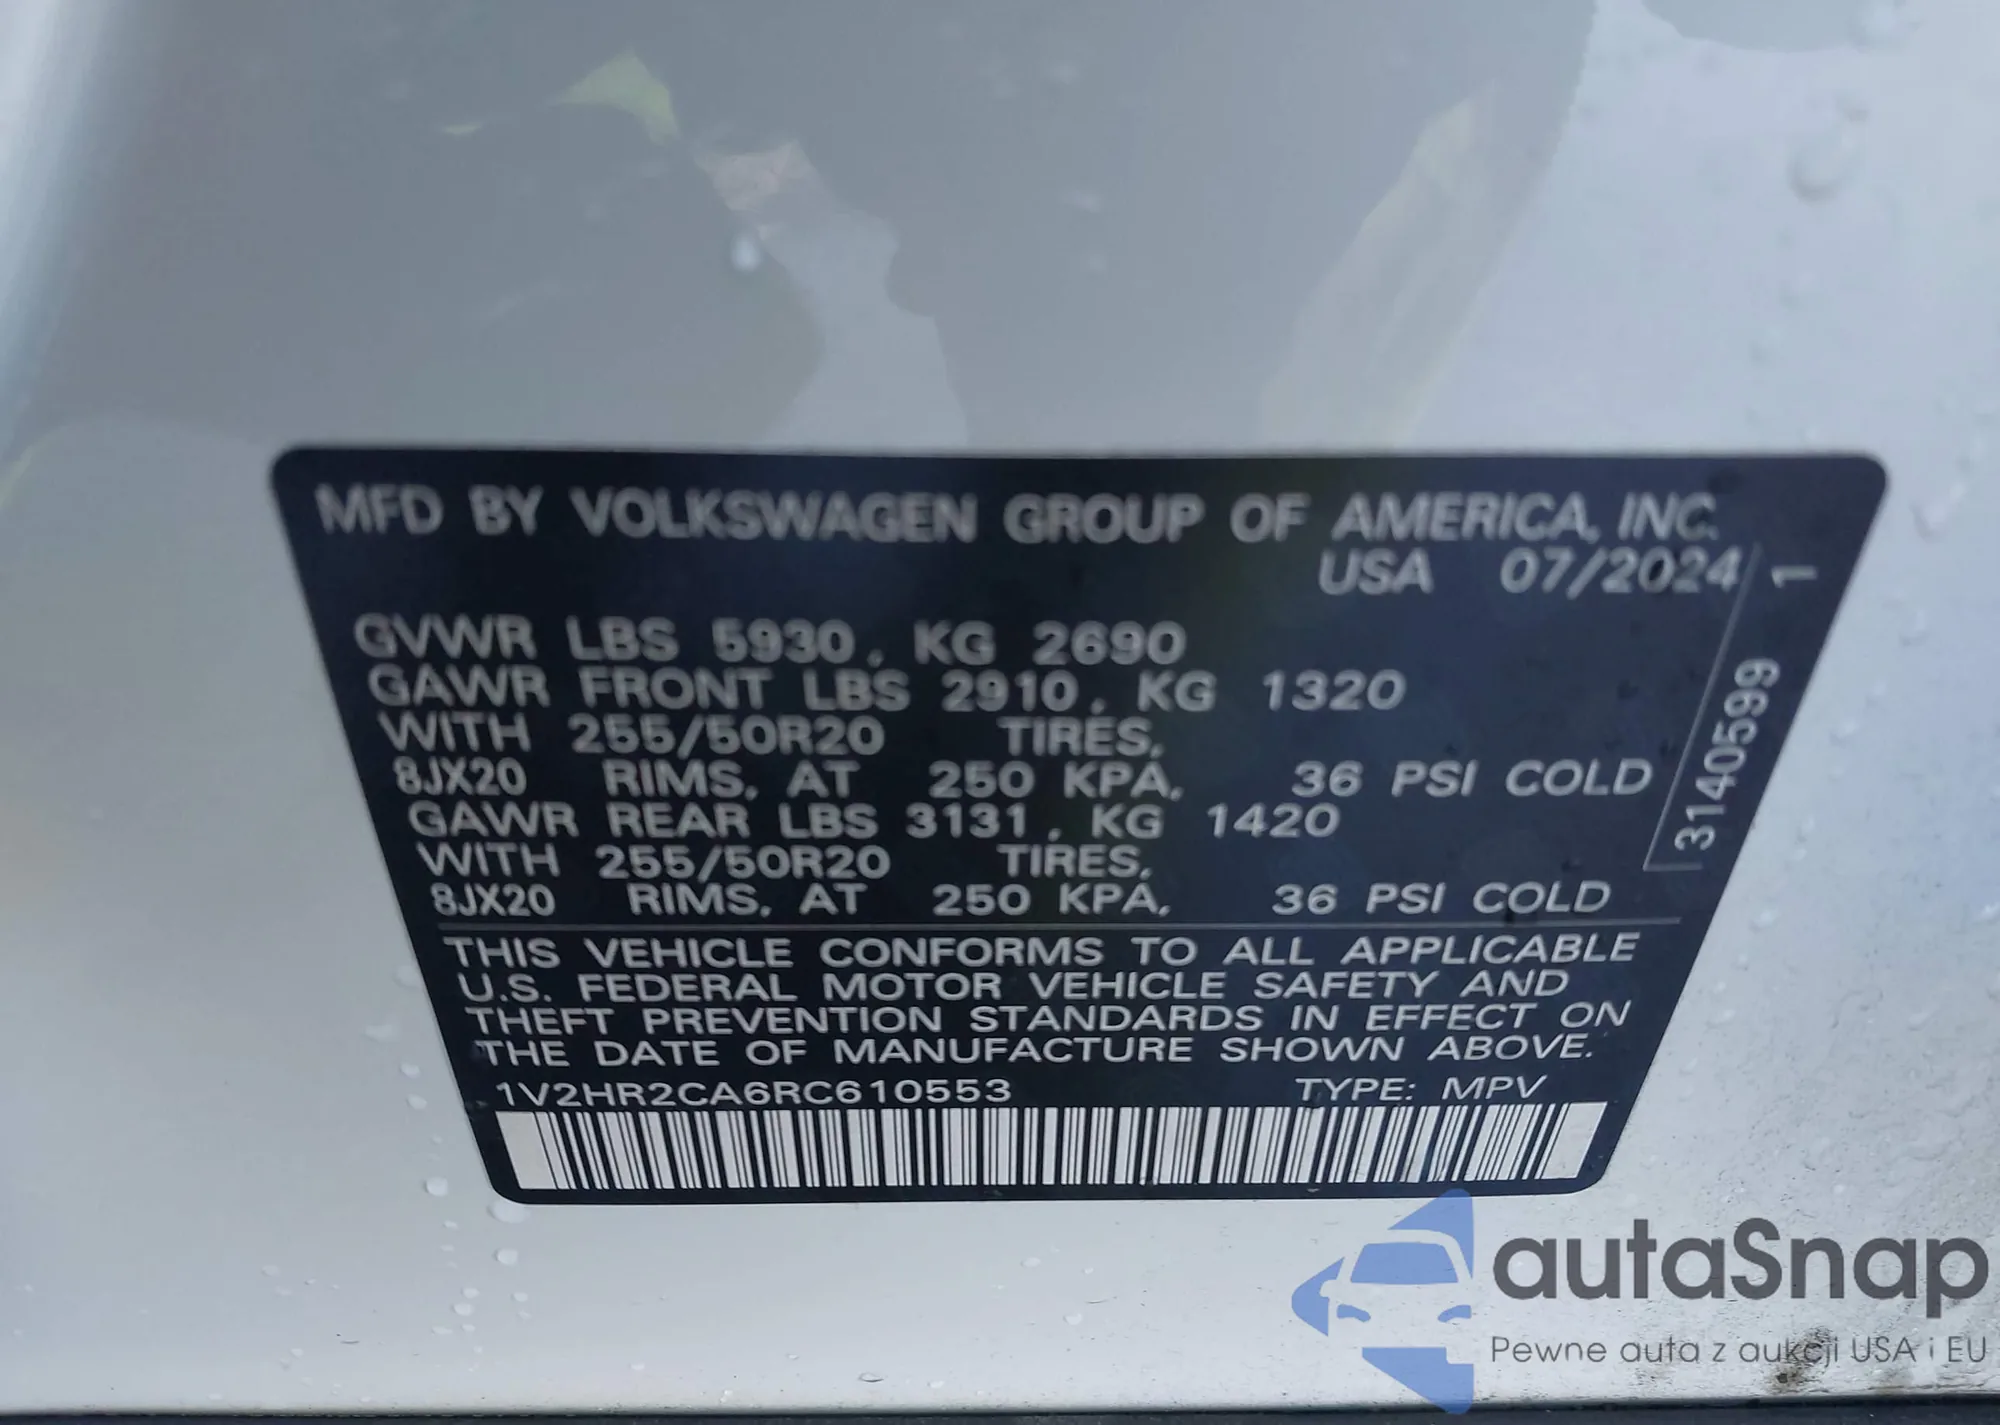 MFD BY VOLKSWAGEN GROUP OF AMERICA, INC.
USA 07/2024
GVWR LBS 5930, KG 2690
GAWR FRONT LBS 2910, KG 1320
WITH 255/50R20 TIRES,
8JX20 RIMS, AT 250 KPA, 36 PSI COLD
GAWR REAR LBS 3131, KG 1420
WITH 255/50R20 TIRES,
8JX20 RIMS, AT 250 KPA, 36 PSI COLD
3140599 1
THIS VEHICLE CONFORMS TO ALL APPLICABLE
U.S. FEDERAL MOTOR VEHICLE SAFETY AND
THEFT PREVENTION STANDARDS IN EFFECT ON
THE DATE OF MANUFACTURE SHOWN ABOVE.
1V2HR2CA6RC610553 TYPE: MPV
autaSnap
Pewne auta z aukcji USA i EU